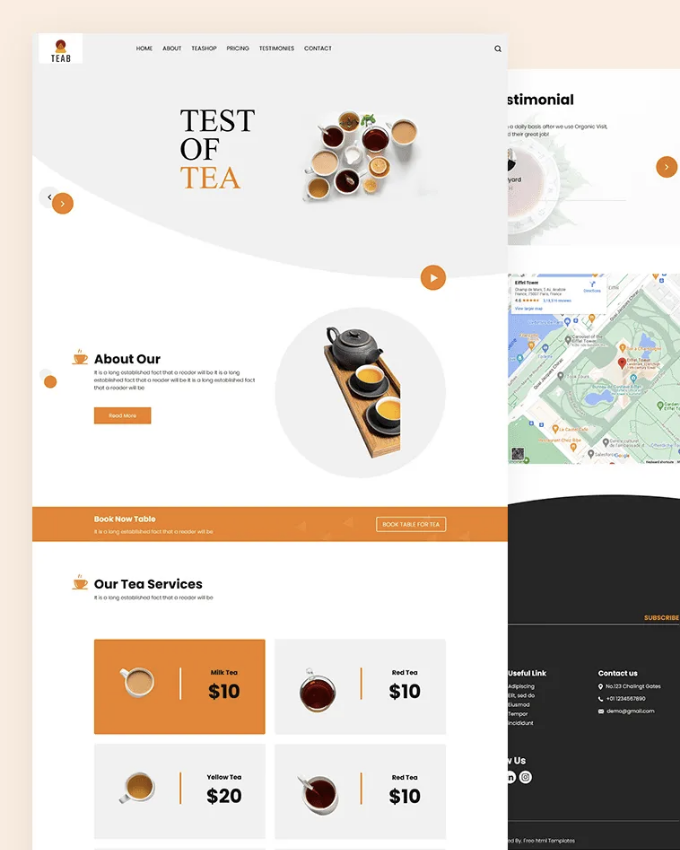 TEAB
HOME ABOUT TEASHOP PRICING TESTIMONIES CONTACT
TEST
OF
TEA
About Our
It is a long established fact that a reader will be It is a long
established fact that a reader will be It is a long established fact
that a reader will be
Read More
Book Now Table
It is a long established fact that a reader will be
BOOK TABLE FOR TEA
Our Tea Services
It is a long established fact that a reader will be
Milk Tea
$10
Red Tea
$10
Yellow Tea
$20
Red Tea
$10
stimonial
a daily basis after we use Organic Visit,
d their great job!
yard
Eiffel Tower
Directions
View larger map
Eiffel Tower
Google
SUBSCRIBE
Useful Link
Adipiscing
Elit, sed do
Eiusmod
Tempor
incididunt
Contact us
No.123 Chalingt Gates
+01 1234567890
demo@gmail.com
w Us
in
ed By. Free html Templates